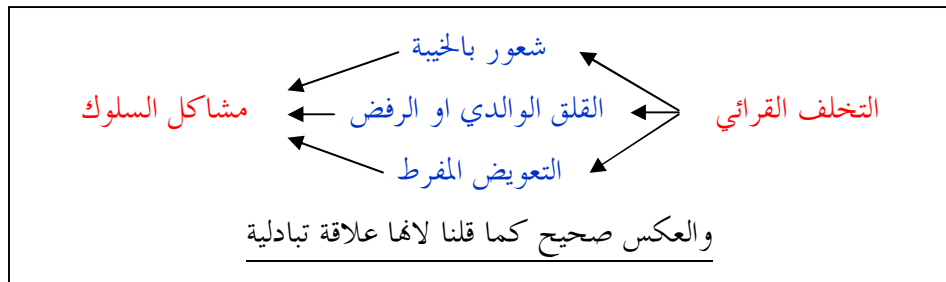 شعور بالخيبة
التخلف القرائي القلق الوالدي او الرفض مشاكل السلوك
التعويض المفرط
والعكس صحيح كما قلنا لانها علاقة تبادلية